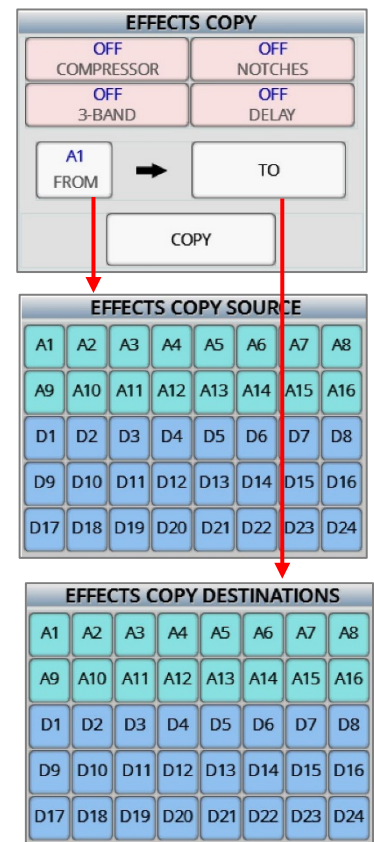 EFFECTS COPY
OFF OFF
COMPRESSOR NOTCHES
OFF OFF
3-BAND DELAY
A1
FROM TO
COPY
EFFECTS COPY SOURCE
A1 A2 A3 A4 A5 A6 A7 A8
A9 A10 A11 A12 A13 A14 A15 A16
D1 D2 D3 D4 D5 D6 D7 D8
D9 D10 D11 D12 D13 D14 D15 D16
D17 D18 D19 D20 D21 D22 D23 D24
EFFECTS COPY DESTINATIONS
A1 A2 A3 A4 A5 A6 A7 A8
A9 A10 A11 A12 A13 A14 A15 A16
D1 D2 D3 D4 D5 D6 D7 D8
D9 D10 D11 D12 D13 D14 D15 D16
D17 D18 D19 D20 D21 D22 D23 D24